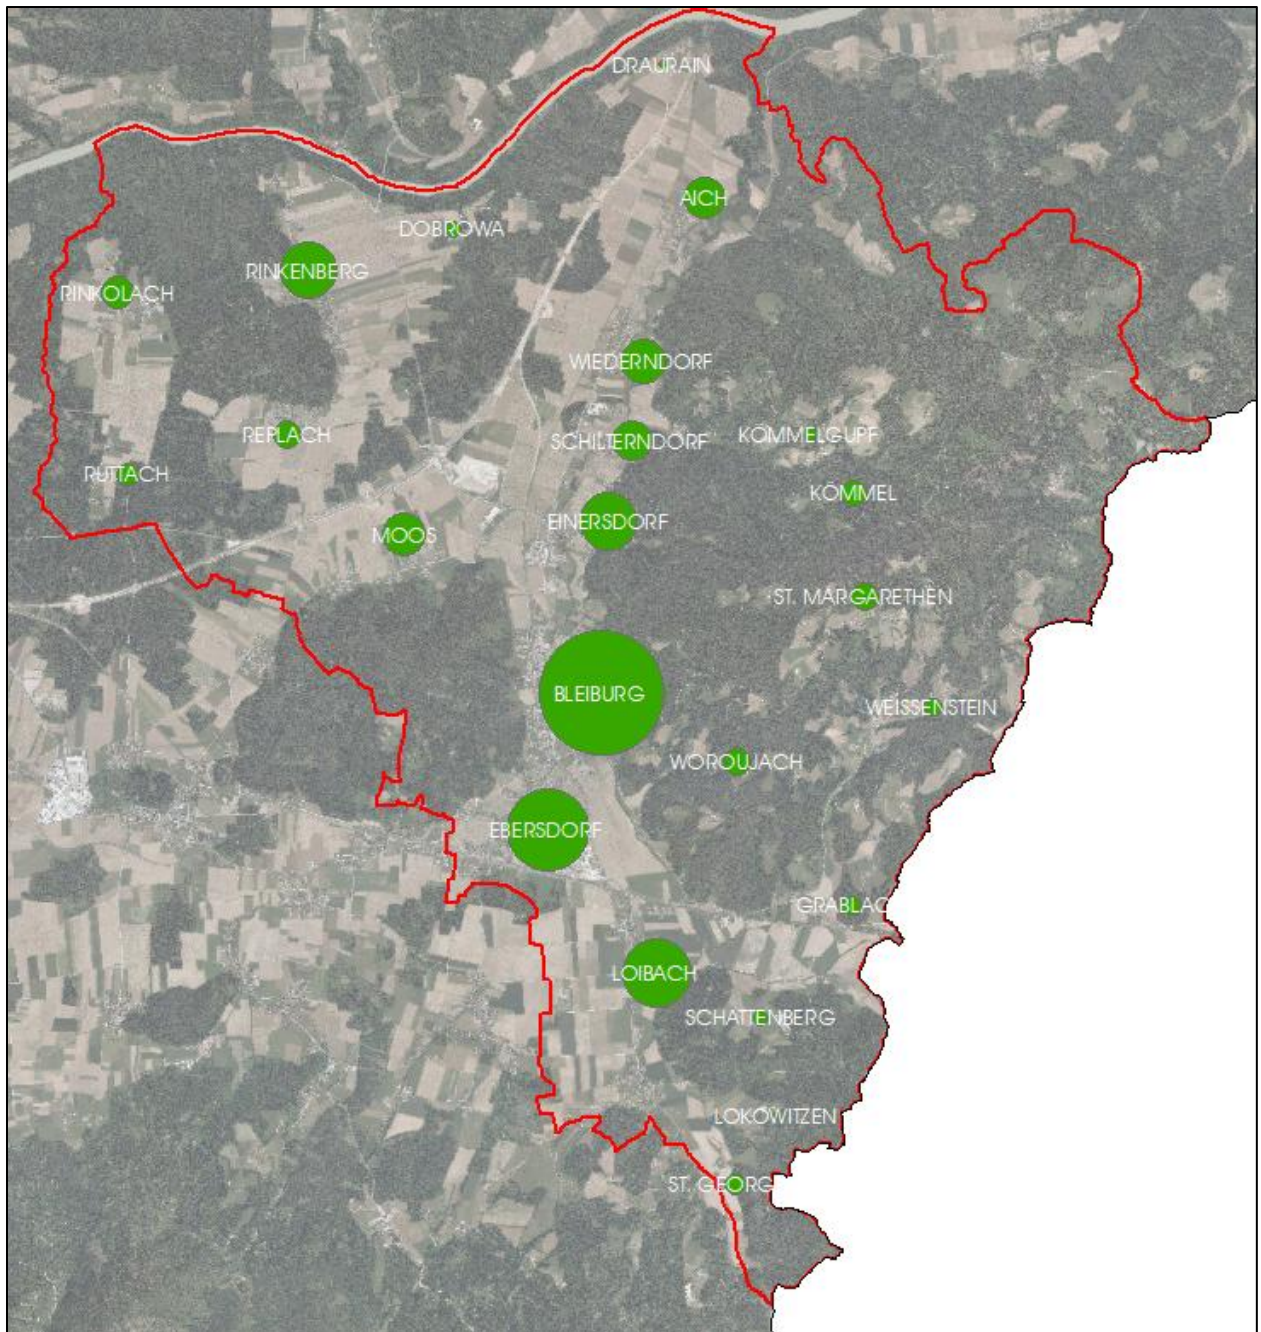 DRAURAIN
AICH
DOBROWA
RINKENBERG
RINKOLACH
WIEDERNDORF
REPLACH
SCHILTERNDORF
KÖMMELGUPF
RUTTACH
KÖMMEL
EINERSDORF
MOOS
ST. MARGARETHEN
BLEIBURG
WEISSENSTEIN
WOROUJACH
EBERSDORF
GRABLAC
LOIBACH
SCHATTENBERG
LOKOWITZEN
ST. GEORG